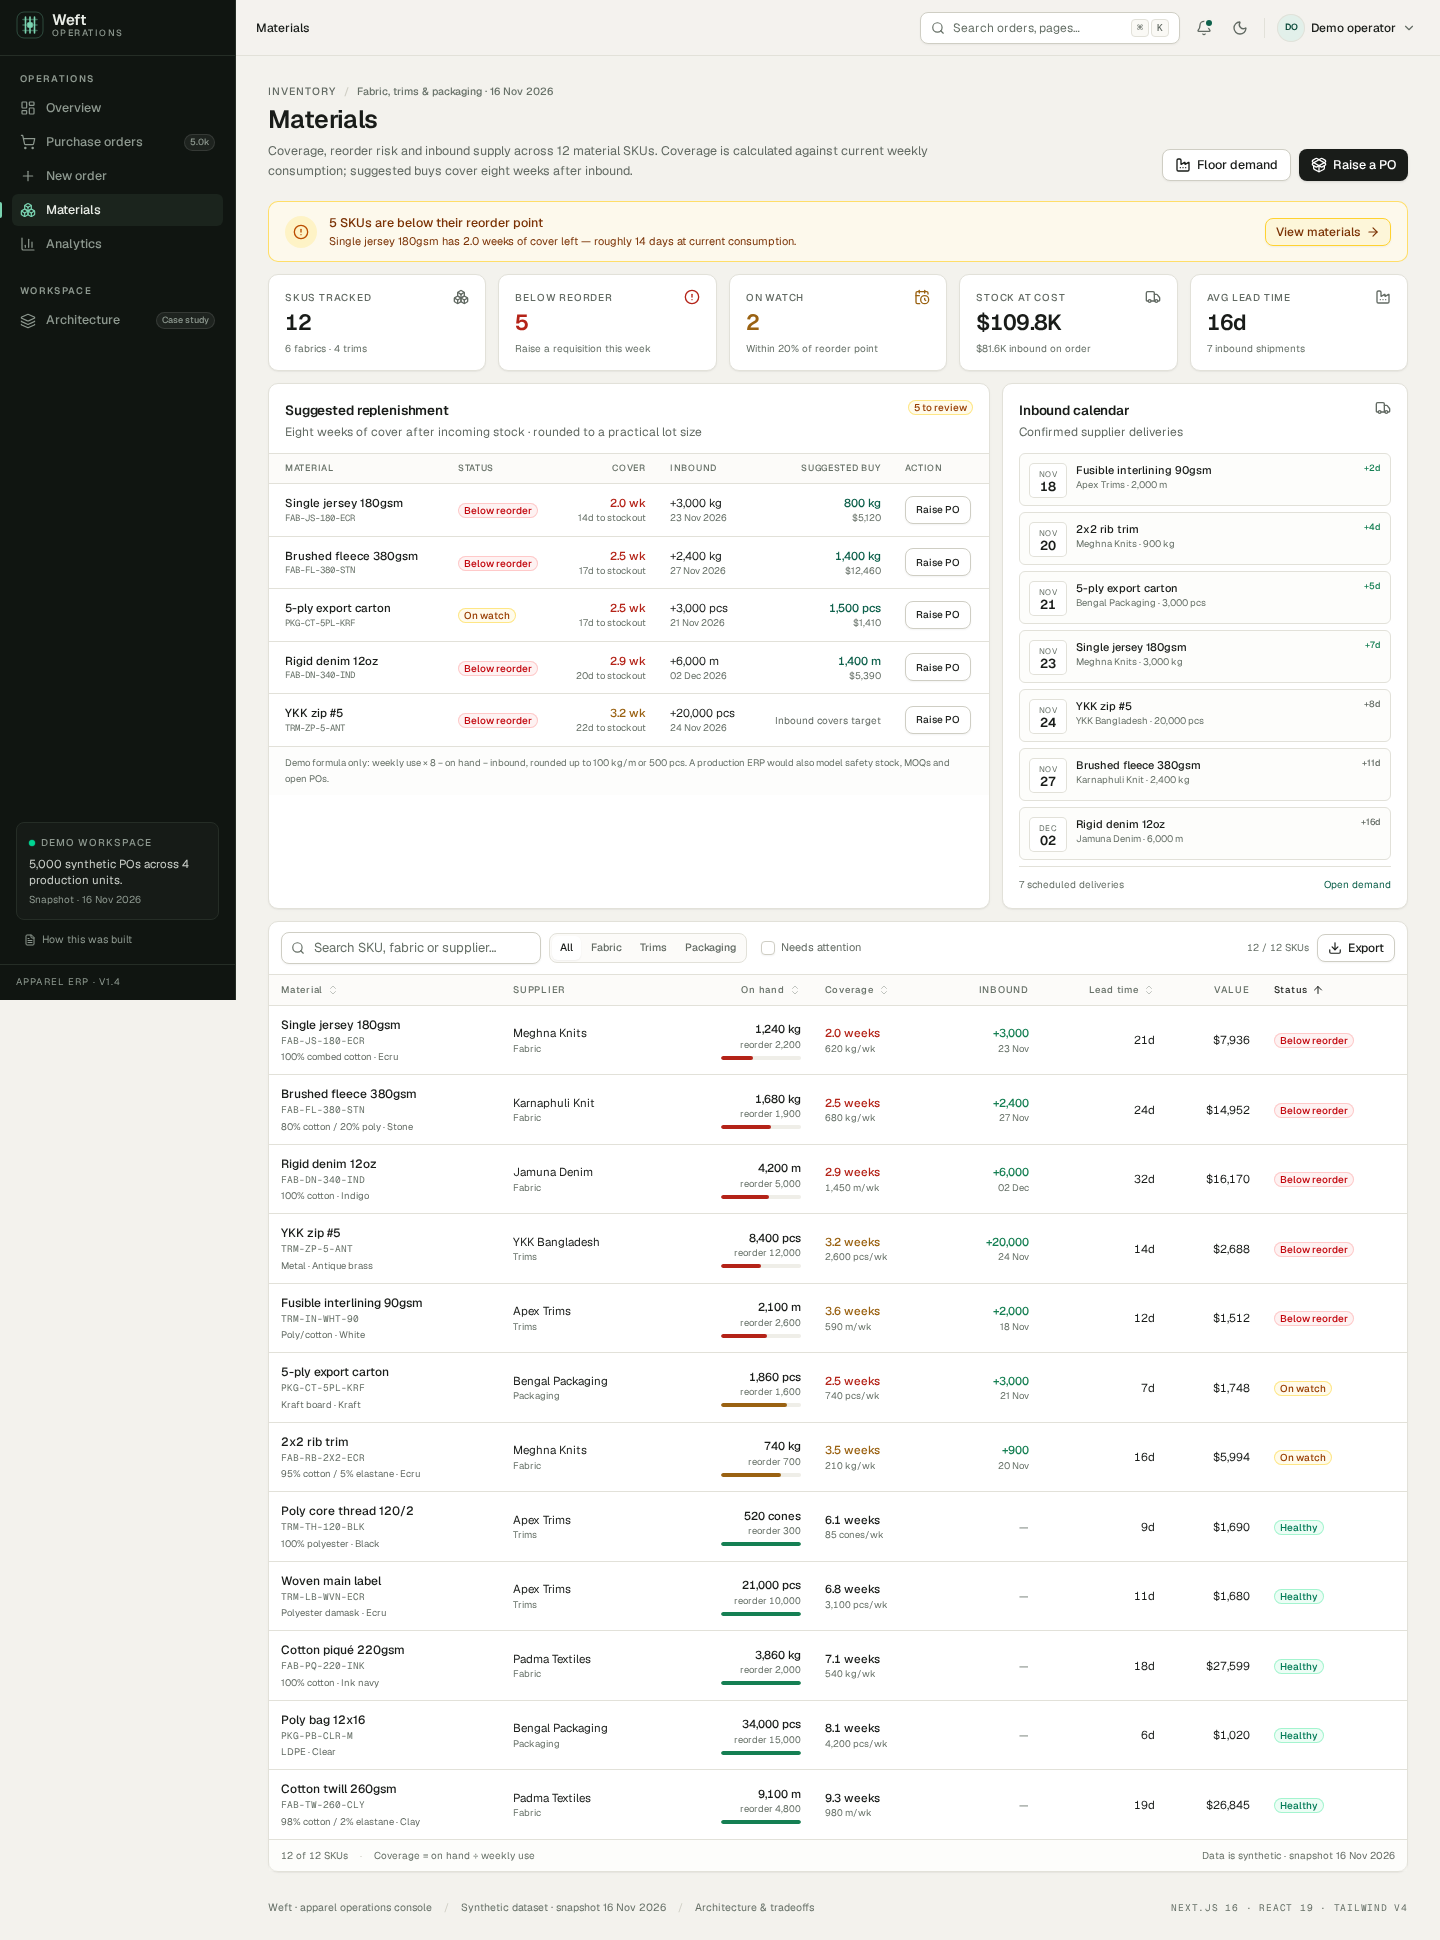 Weft
OPERATIONS
OPERATIONS
Overview
Purchase orders 5.0k
New order
Materials
Analytics
WORKSPACE
Architecture Case study
DEMO WORKSPACE
5,000 synthetic POs across 4
production units.
Snapshot · 16 Nov 2026
How this was built
APPAREL ERP · V1.4
Materials
Search orders, pages… ⌘ K
DO Demo operator
INVENTORY / Fabric, trims & packaging · 16 Nov 2026
Materials
Coverage, reorder risk and inbound supply across 12 material SKUs. Coverage is calculated against current weekly
consumption; suggested buys cover eight weeks after inbound.
Floor demand
Raise a PO
5 SKUs are below their reorder point
Single jersey 180gsm has 2.0 weeks of cover left — roughly 14 days at current consumption.
View materials
SKUS TRACKED
12
6 fabrics · 4 trims
BELOW REORDER
5
Raise a requisition this week
ON WATCH
2
Within 20% of reorder point
STOCK AT COST
$109.8K
$81.6K inbound on order
AVG LEAD TIME
16d
7 inbound shipments
Suggested replenishment
5 to review
Eight weeks of cover after incoming stock · rounded to a practical lot size
MATERIAL STATUS COVER INBOUND SUGGESTED BUY ACTION
Single jersey 180gsm Below reorder 2.0 wk +3,000 kg 800 kg Raise PO
FAB-JS-180-ECR 14d to stockout 23 Nov 2026 $5,120
Brushed fleece 380gsm Below reorder 2.5 wk +2,400 kg 1,400 kg Raise PO
FAB-FL-380-STN 17d to stockout 27 Nov 2026 $12,460
5-ply export carton On watch 2.5 wk +3,000 pcs 1,500 pcs Raise PO
PKG-CT-5PL-KRF 17d to stockout 21 Nov 2026 $1,410
Rigid denim 12oz Below reorder 2.9 wk +6,000 m 1,400 m Raise PO
FAB-DN-340-IND 20d to stockout 02 Dec 2026 $5,390
YKK zip #5 Below reorder 3.2 wk +20,000 pcs Inbound covers target Raise PO
TRM-ZP-5-ANT 22d to stockout 24 Nov 2026
Demo formula only: weekly use × 8 − on hand − inbound, rounded up to 100 kg/m or 500 pcs. A production ERP would also model safety stock, MOQs and
open POs.
Inbound calendar
Confirmed supplier deliveries
NOV 18 Fusible interlining 90gsm +2d
Apex Trims · 2,000 m
NOV 20 2x2 rib trim +4d
Meghna Knits · 900 kg
NOV 21 5-ply export carton +5d
Bengal Packaging · 3,000 pcs
NOV 23 Single jersey 180gsm +7d
Meghna Knits · 3,000 kg
NOV 24 YKK zip #5 +8d
YKK Bangladesh · 20,000 pcs
NOV 27 Brushed fleece 380gsm +11d
Karnaphuli Knit · 2,400 kg
DEC 02 Rigid denim 12oz +16d
Jamuna Denim · 6,000 m
7 scheduled deliveries Open demand
Search SKU, fabric or supplier… All Fabric Trims Packaging Needs attention 12 / 12 SKUs Export
Material SUPPLIER On hand Coverage INBOUND Lead time VALUE Status
Single jersey 180gsm Meghna Knits 1,240 kg 2.0 weeks +3,000 21d $7,936 Below reorder
FAB-JS-180-ECR Fabric reorder 2,200 620 kg/wk 23 Nov
100% combed cotton · Ecru
Brushed fleece 380gsm Karnaphuli Knit 1,680 kg 2.5 weeks +2,400 24d $14,952 Below reorder
FAB-FL-380-STN Fabric reorder 1,900 680 kg/wk 27 Nov
80% cotton / 20% poly · Stone
Rigid denim 12oz Jamuna Denim 4,200 m 2.9 weeks +6,000 32d $16,170 Below reorder
FAB-DN-340-IND Fabric reorder 5,000 1,450 m/wk 02 Dec
100% cotton · Indigo
YKK zip #5 YKK Bangladesh 8,400 pcs 3.2 weeks +20,000 14d $2,688 Below reorder
TRM-ZP-5-ANT Trims reorder 12,000 2,600 pcs/wk 24 Nov
Metal · Antique brass
Fusible interlining 90gsm Apex Trims 2,100 m 3.6 weeks +2,000 12d $1,512 Below reorder
TRM-IN-WHT-90 Trims reorder 2,600 590 m/wk 18 Nov
Poly/cotton · White
5-ply export carton Bengal Packaging 1,860 pcs 2.5 weeks +3,000 7d $1,748 On watch
PKG-CT-5PL-KRF Packaging reorder 1,600 740 pcs/wk 21 Nov
Kraft board · Kraft
2x2 rib trim Meghna Knits 740 kg 3.5 weeks +900 16d $5,994 On watch
FAB-RB-2X2-ECR Fabric reorder 700 210 kg/wk 20 Nov
95% cotton / 5% elastane · Ecru
Poly core thread 120/2 Apex Trims 520 cones 6.1 weeks — 9d $1,690 Healthy
TRM-TH-120-BLK Trims reorder 300 85 cones/wk
100% polyester · Black
Woven main label Apex Trims 21,000 pcs 6.8 weeks — 11d $1,680 Healthy
TRM-LB-WVN-ECR Trims reorder 10,000 3,100 pcs/wk
Polyester damask · Ecru
Cotton piqué 220gsm Padma Textiles 3,860 kg 7.1 weeks — 18d $27,599 Healthy
FAB-PQ-220-INK Fabric reorder 2,000 540 kg/wk
100% cotton · Ink navy
Poly bag 12x16 Bengal Packaging 34,000 pcs 8.1 weeks — 6d $1,020 Healthy
PKG-PB-CLR-M Packaging reorder 15,000 4,200 pcs/wk
LDPE · Clear
Cotton twill 260gsm Padma Textiles 9,100 m 9.3 weeks — 19d $26,845 Healthy
FAB-TW-260-CLY Fabric reorder 4,800 980 m/wk
98% cotton / 2% elastane · Clay
12 of 12 SKUs · Coverage = on hand ÷ weekly use Data is synthetic · snapshot 16 Nov 2026
Weft · apparel operations console / Synthetic dataset · snapshot 16 Nov 2026 / Architecture & tradeoffs NEXT.JS 16 · REACT 19 · TAILWIND V4